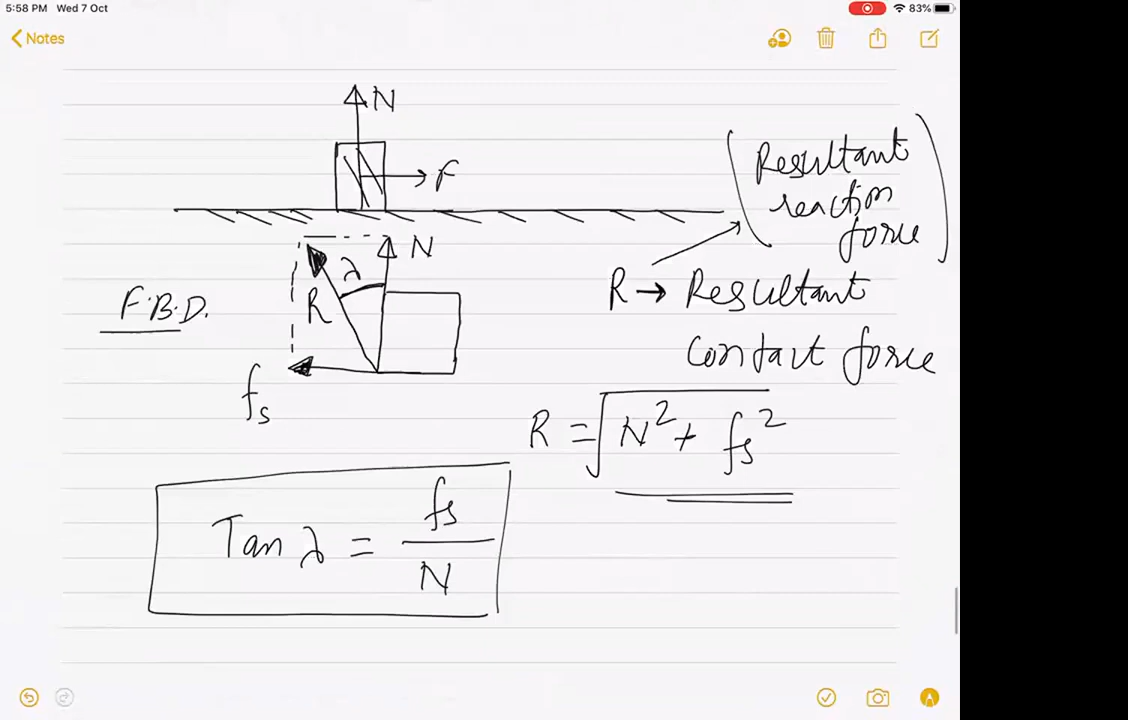 5:58 PM Wed 7 Oct
83%
Notes
N
F
(Resultant
reaction
force)
N
λ
R
F.B.D.
fs
R → Resultant
Contact force
R = √N² + fs²
Tan λ = fs/N